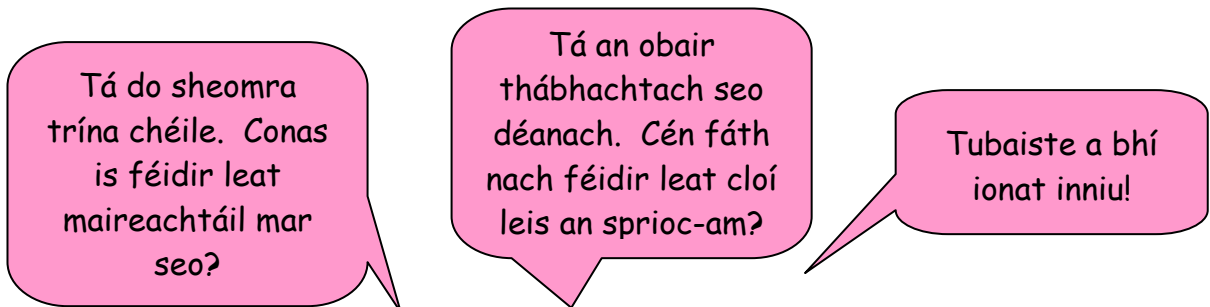 Tá do sheomra
trína chéile. Conas
is féidir leat
maireachtáil mar
seo?
Tá an obair
thábhachtach seo
déanach. Cén fáth
nach féidir leat cloí
leis an sprioc-am?
Tubaiste a bhí
ionat inniu!